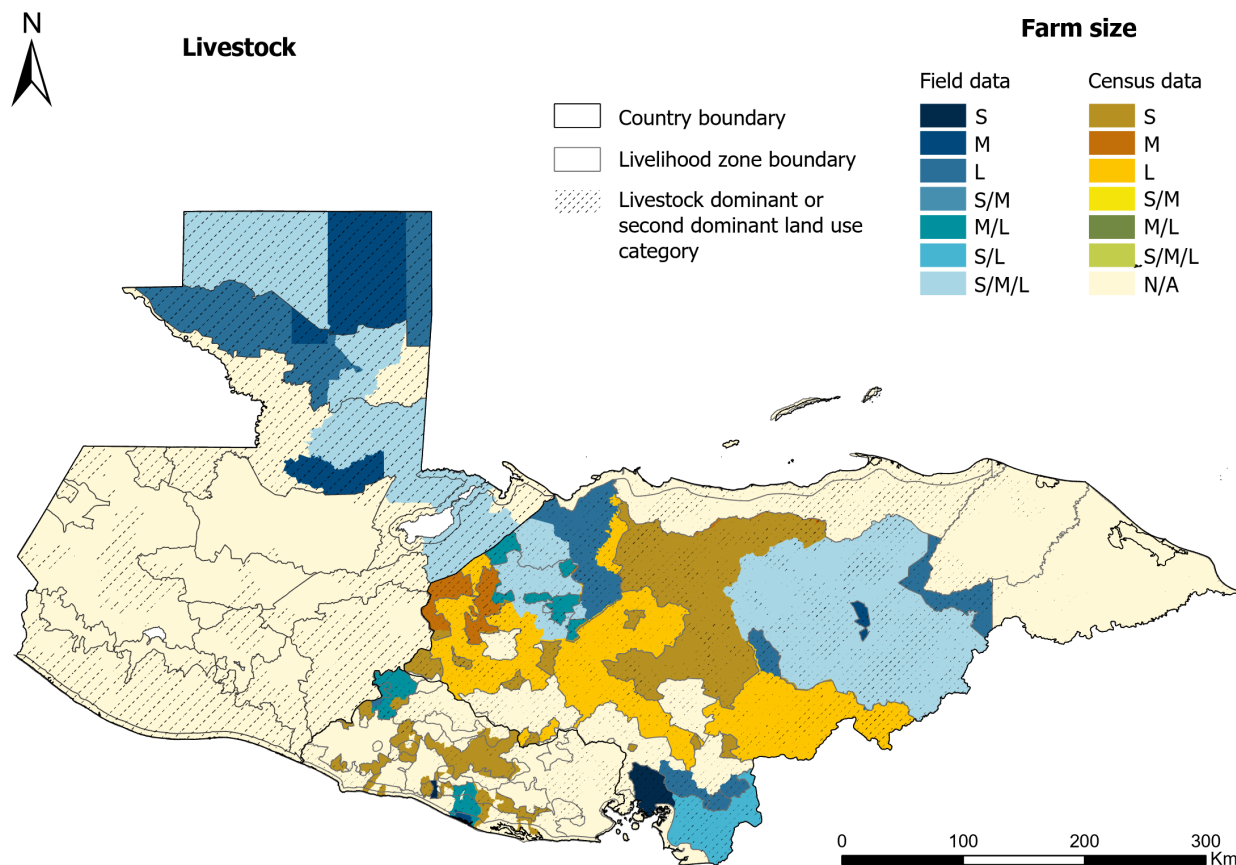 N
Livestock
Farm size
Field data
Census data
Country boundary
Livelihood zone boundary
Livestock dominant or
second dominant land use
category
S
M
L
S/M
M/L
S/L
S/M/L
S
M
L
S/M
M/L
S/M/L
N/A
0
100
200
300
Km